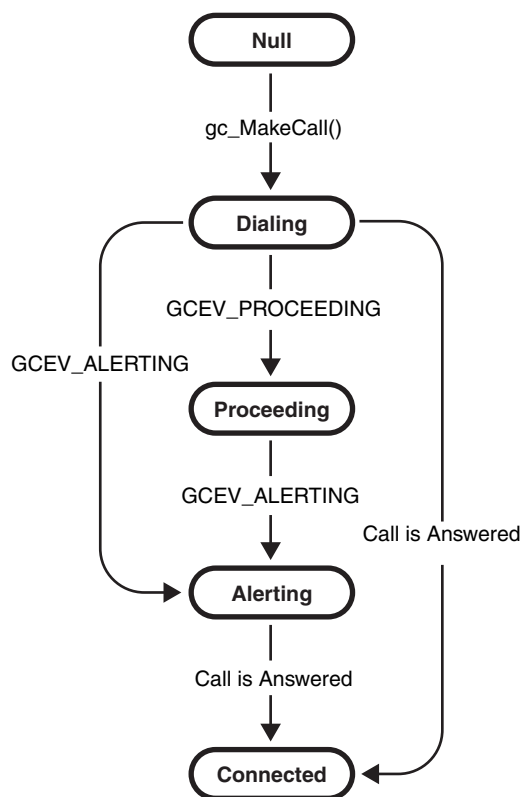 Null
gc_MakeCall()
Dialing
GCEV_PROCEEDING
GCEV_ALERTING
Proceeding
GCEV_ALERTING
Call is Answered
Alerting
Call is Answered
Connected